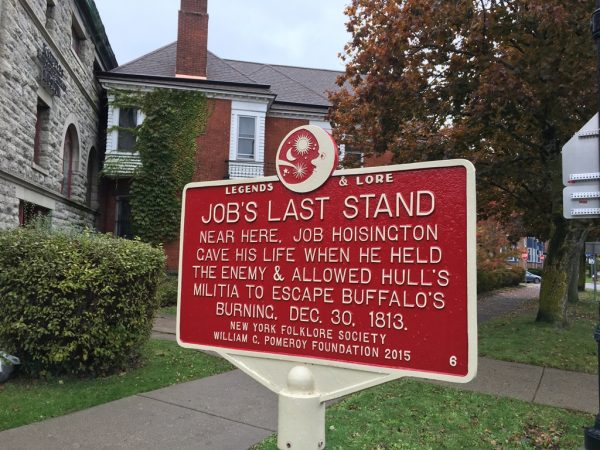 LEGENDS & LORE
JOB'S LAST STAND
NEAR HERE, JOB HOISINGTON
GAVE HIS LIFE WHEN HE HELD
THE ENEMY & ALLOWED HULL'S
MILITIA TO ESCAPE BUFFALO'S
BURNING, DEC. 30, 1813.
NEW YORK FOLKLORE SOCIETY
WILLIAM G. POMEROY FOUNDATION 2015
6